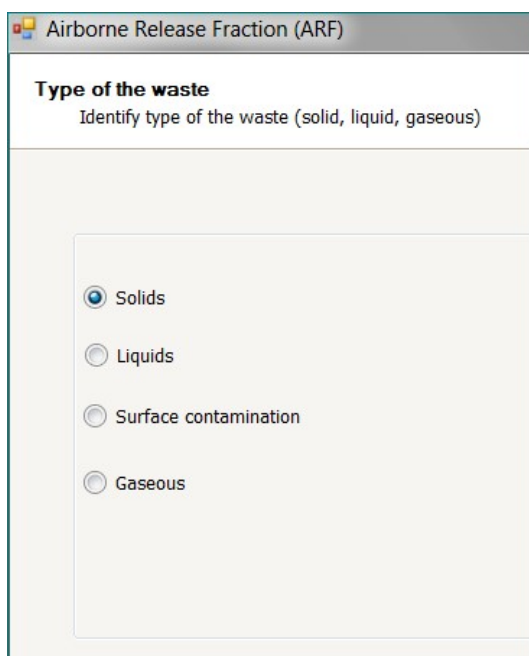 Airborne Release Fraction (ARF)
Type of the waste
Identify type of the waste (solid, liquid, gaseous)
Solids
Liquids
Surface contamination
Gaseous